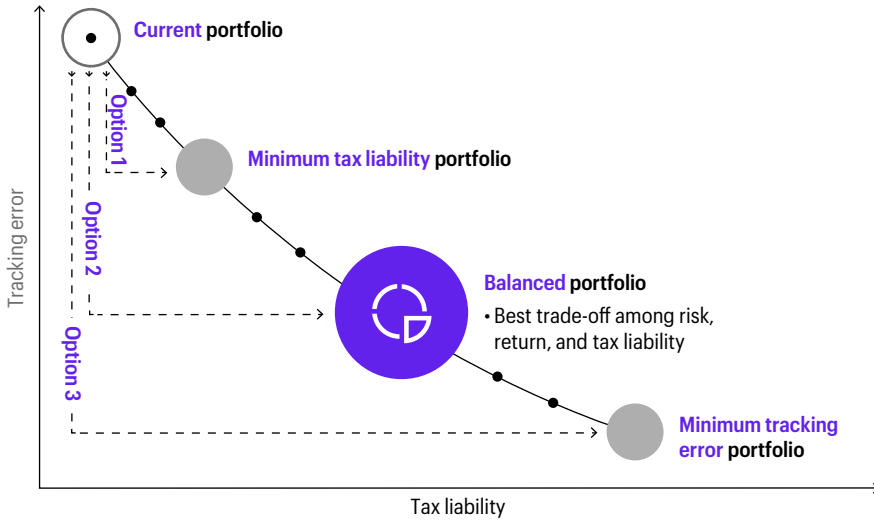 Current portfolio
Option 1
Minimum tax liability portfolio
Tracking error
Option 2
Balanced portfolio
• Best trade-off among risk,
return, and tax liability
Option 3
Minimum tracking
error portfolio
Tax liability